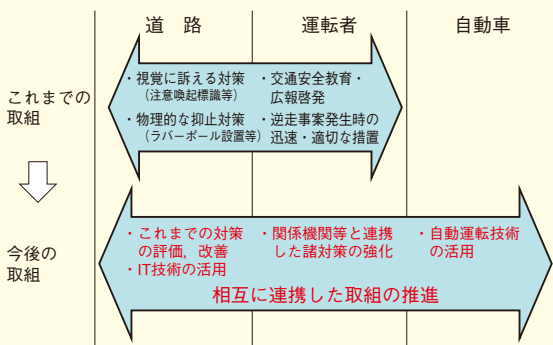 道　路
運転者
自動車
これまでの
取組
・視覚に訴える対策
（注意喚起標識等）
・物理的な抑止対策
（ラバーポール設置等）
・交通安全教育・
広報啓発
・逆走事案発生時の
迅速・適切な措置
今後の
取組
・これまでの対策
の評価，改善
・IT技術の活用
・関係機関等と連携
した諸対策の強化
・自動運転技術
の活用
相互に連携した取組の推進